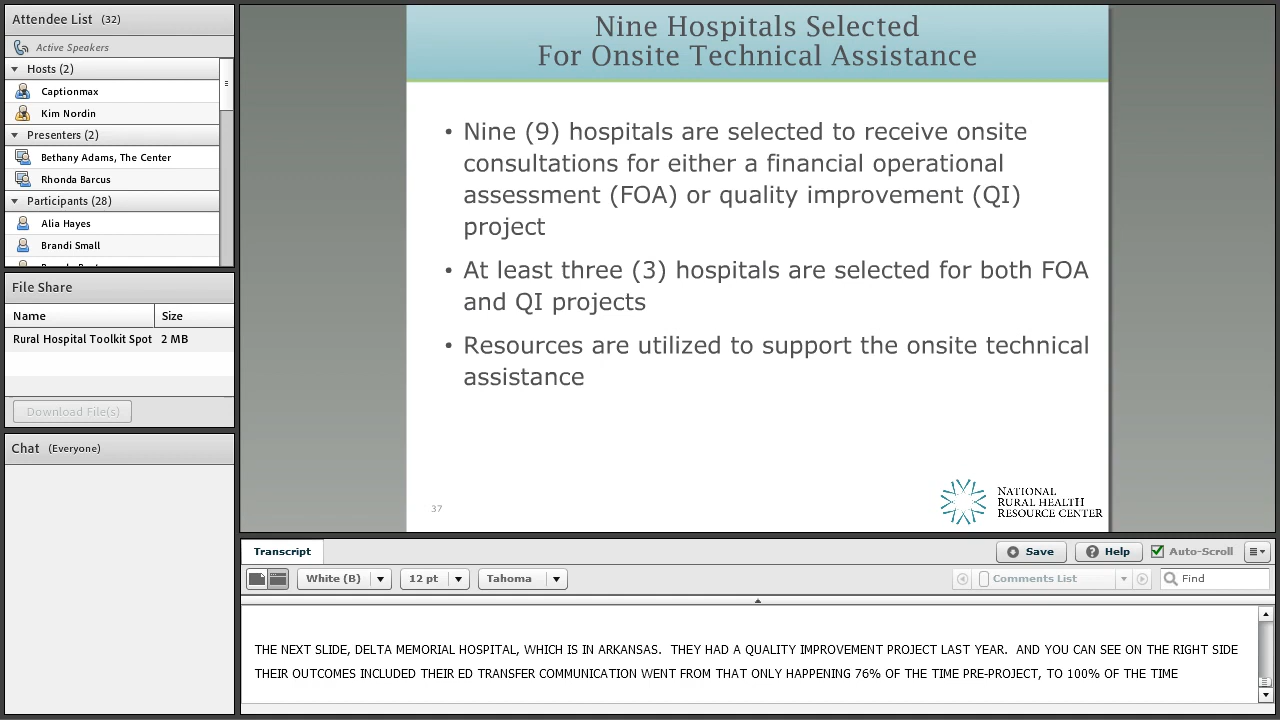 Attendee List (32)
Active Speakers
Hosts (2)
Captionmax
Kim Nordin
Presenters (2)
Bethany Adams, The Center
Rhonda Barcus
Participants (28)
Alia Hayes
Brandi Small
File Share
Name Size
Rural Hospital Toolkit Spot 2 MB
Download File(s)
Chat (Everyone)
Nine Hospitals Selected
For Onsite Technical Assistance
• Nine (9) hospitals are selected to receive onsite
consultations for either a financial operational
assessment (FOA) or quality improvement (QI)
project
• At least three (3) hospitals are selected for both FOA
and QI projects
• Resources are utilized to support the onsite technical
assistance
37
NATIONAL
RURAL HEALTH
RESOURCE CENTER
Transcript
Save
Help
Auto-Scroll
White (B)
12 pt
Tahoma
Comments List
Find
THE NEXT SLIDE, DELTA MEMORIAL HOSPITAL, WHICH IS IN ARKANSAS.  THEY HAD A QUALITY IMPROVEMENT PROJECT LAST YEAR.  AND YOU CAN SEE ON THE RIGHT SIDE
THEIR OUTCOMES INCLUDED THEIR ED TRANSFER COMMUNICATION WENT FROM THAT ONLY HAPPENING 76% OF THE TIME PRE-PROJECT, TO 100% OF THE TIME